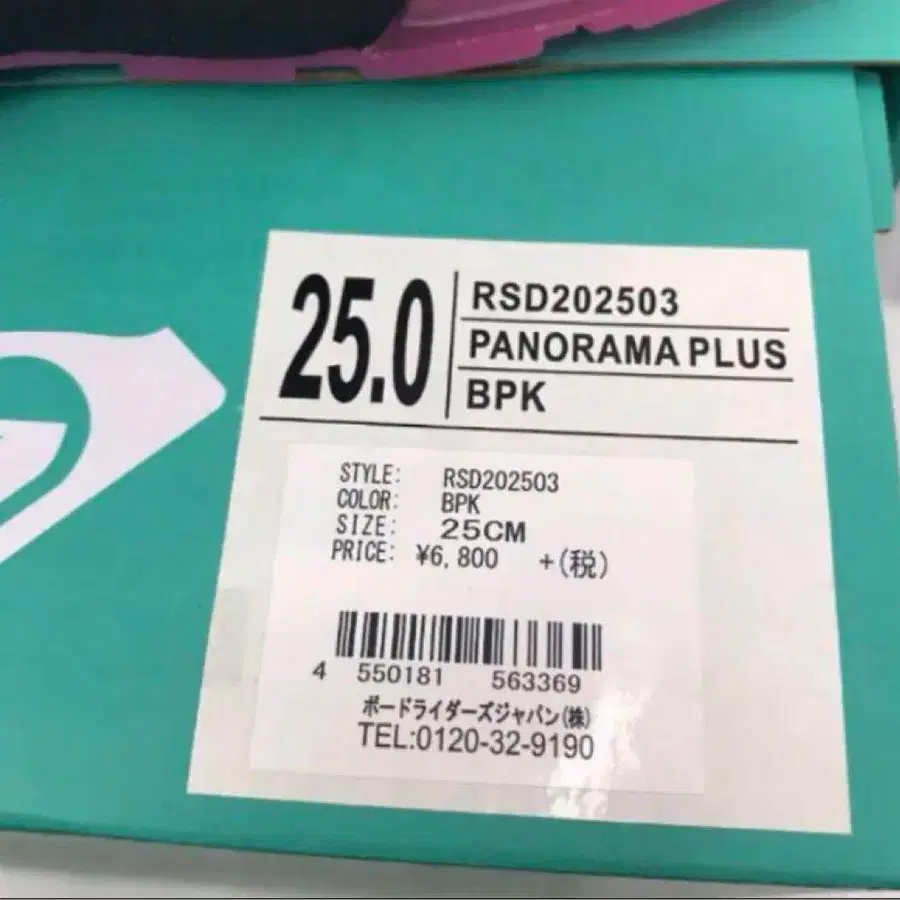 25.0
RSD202503
PANORAMA PLUS
BPK
STYLE: RSD202503
COLOR: BPK
SIZE: 25CM
PRICE: ¥6,800 +(税)
4 550181 563369
ボードライダーズジャパン(株)
TEL:0120-32-9190